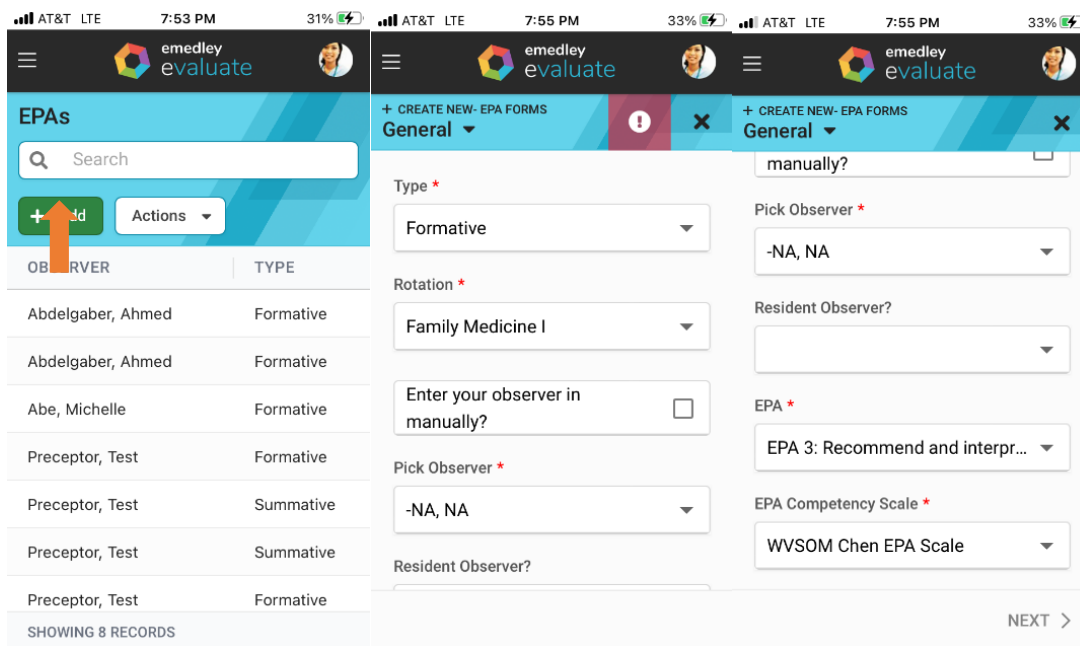 AT&T LTE 7:53 PM 31%
emedley
evaluate
EPAs
Search
Actions
OBSERVER TYPE
Abdelgaber, Ahmed Formative
Abdelgaber, Ahmed Formative
Abe, Michelle Formative
Preceptor, Test Formative
Preceptor, Test Summative
Preceptor, Test Summative
Preceptor, Test Formative
SHOWING 8 RECORDS
AT&T LTE 7:55 PM 33%
emedley
evaluate
+ CREATE NEW- EPA FORMS
General
Type *
Formative
Rotation *
Family Medicine I
Enter your observer in
manually?
Pick Observer *
-NA, NA
Resident Observer?
AT&T LTE 7:55 PM 33%
emedley
evaluate
+ CREATE NEW- EPA FORMS
General
manually?
Pick Observer *
-NA, NA
Resident Observer?
EPA *
EPA 3: Recommend and interpr...
EPA Competency Scale *
WVSOM Chen EPA Scale
NEXT >